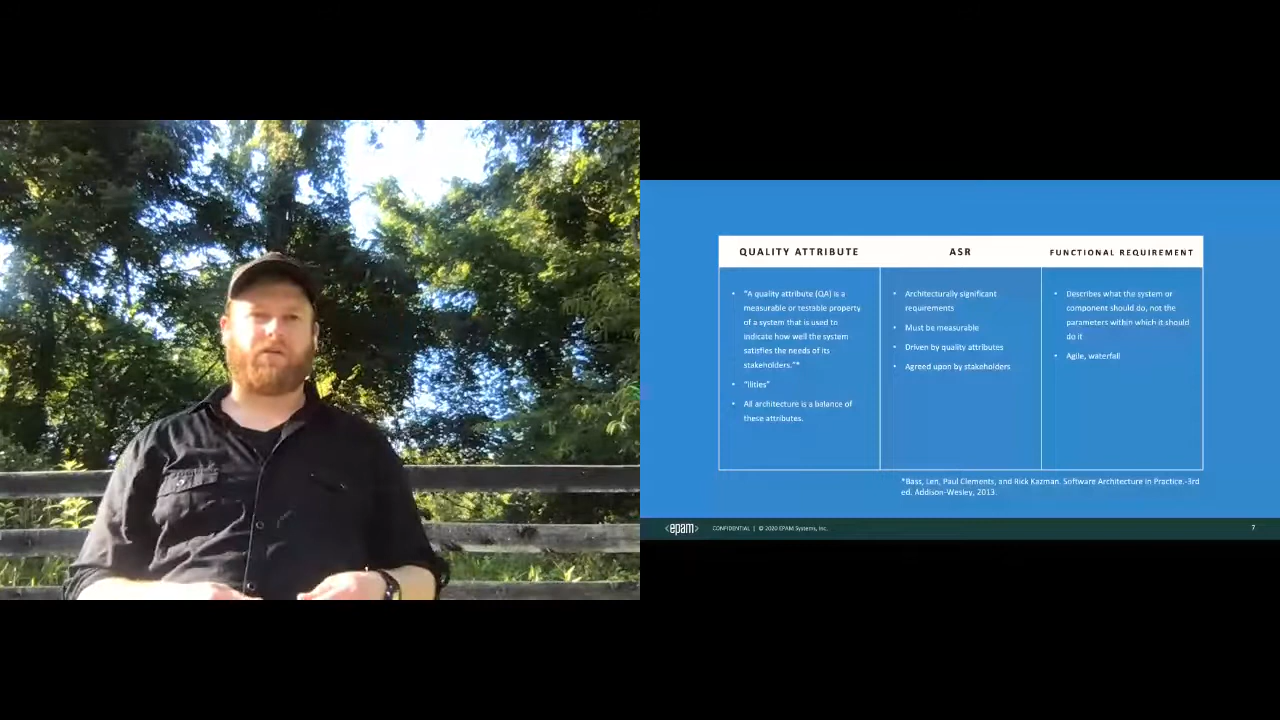 QUALITY ATTRIBUTE
ASR
FUNCTIONAL REQUIREMENT
• "A quality attribute (QA) is a
measurable or testable property
of a system that is used to
indicate how well the system
satisfies the needs of its
stakeholders."*
• "ilities"
• All architecture is a balance of
these attributes.
• Architecturally significant
requirements
• Must be measurable
• Driven by quality attributes
• Agreed upon by stakeholders
• Describes what the system or
component should do, not the
parameters within which it should
do it
• Agile, waterfall
*Bass, Len, Paul Clements, and Rick Kazman. Software Architecture in Practice.-3rd
ed. Addison-Wesley, 2013.
<epam> CONFIDENTIAL | © 2020 EPAM Systems, Inc. 7